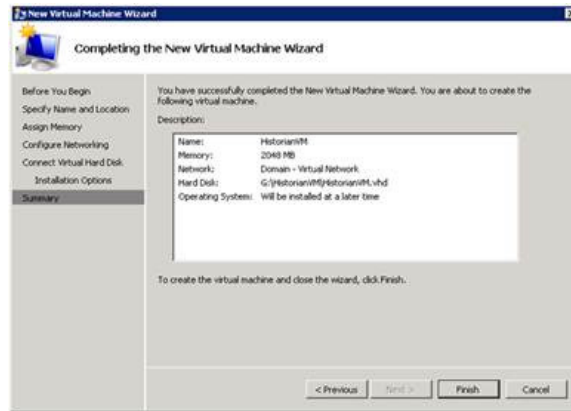 New Virtual Machine Wizard
Completing the New Virtual Machine Wizard
Before You Begin
Specify Name and Location
Assign Memory
Configure Networking
Connect Virtual Hard Disk
Installation Options
Summary
You have successfully completed the New Virtual Machine Wizard. You are about to create the
following virtual machine.
Description:
Name: HistorianVM
Memory: 2048 MB
Network: Domain - Virtual Network
Hard Disk: G:\HistorianVM\HistorianVM.vhd
Operating System: Will be installed at a later time
To create the virtual machine and close the wizard, click Finish.
< Previous Next > Finish Cancel